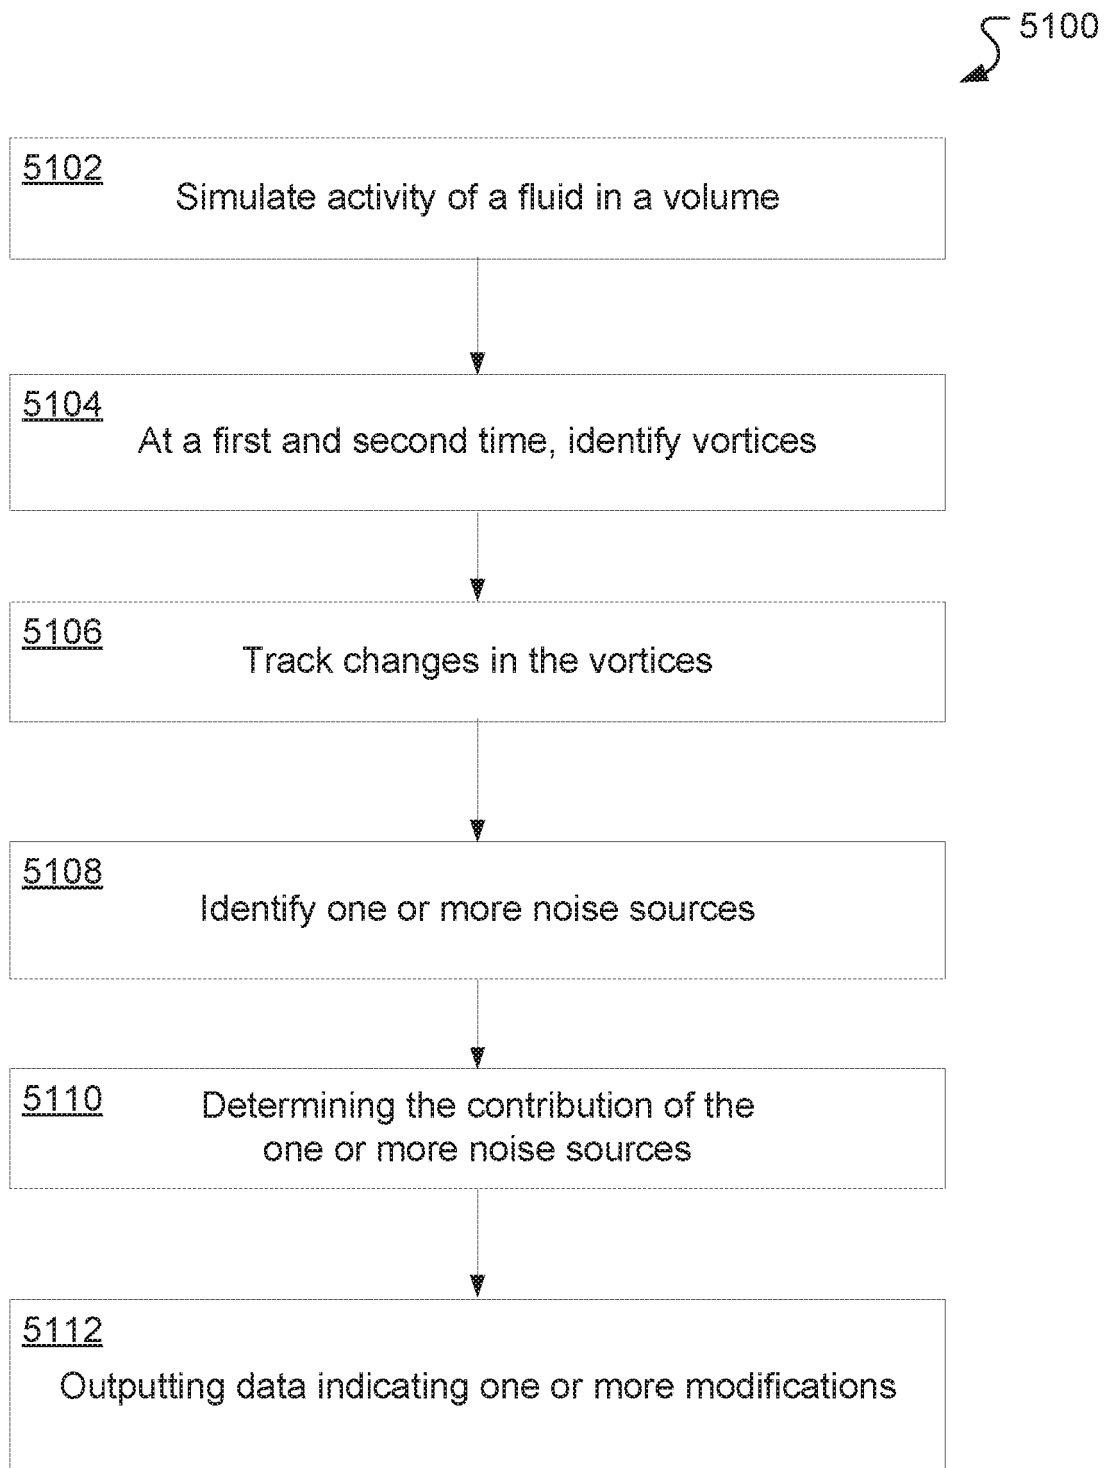 5100
5102
Simulate activity of a fluid in a volume
5104
At a first and second time, identify vortices
5106
Track changes in the vortices
5108
Identify one or more noise sources
5110
Determining the contribution of the
one or more noise sources
5112
Outputting data indicating one or more modifications